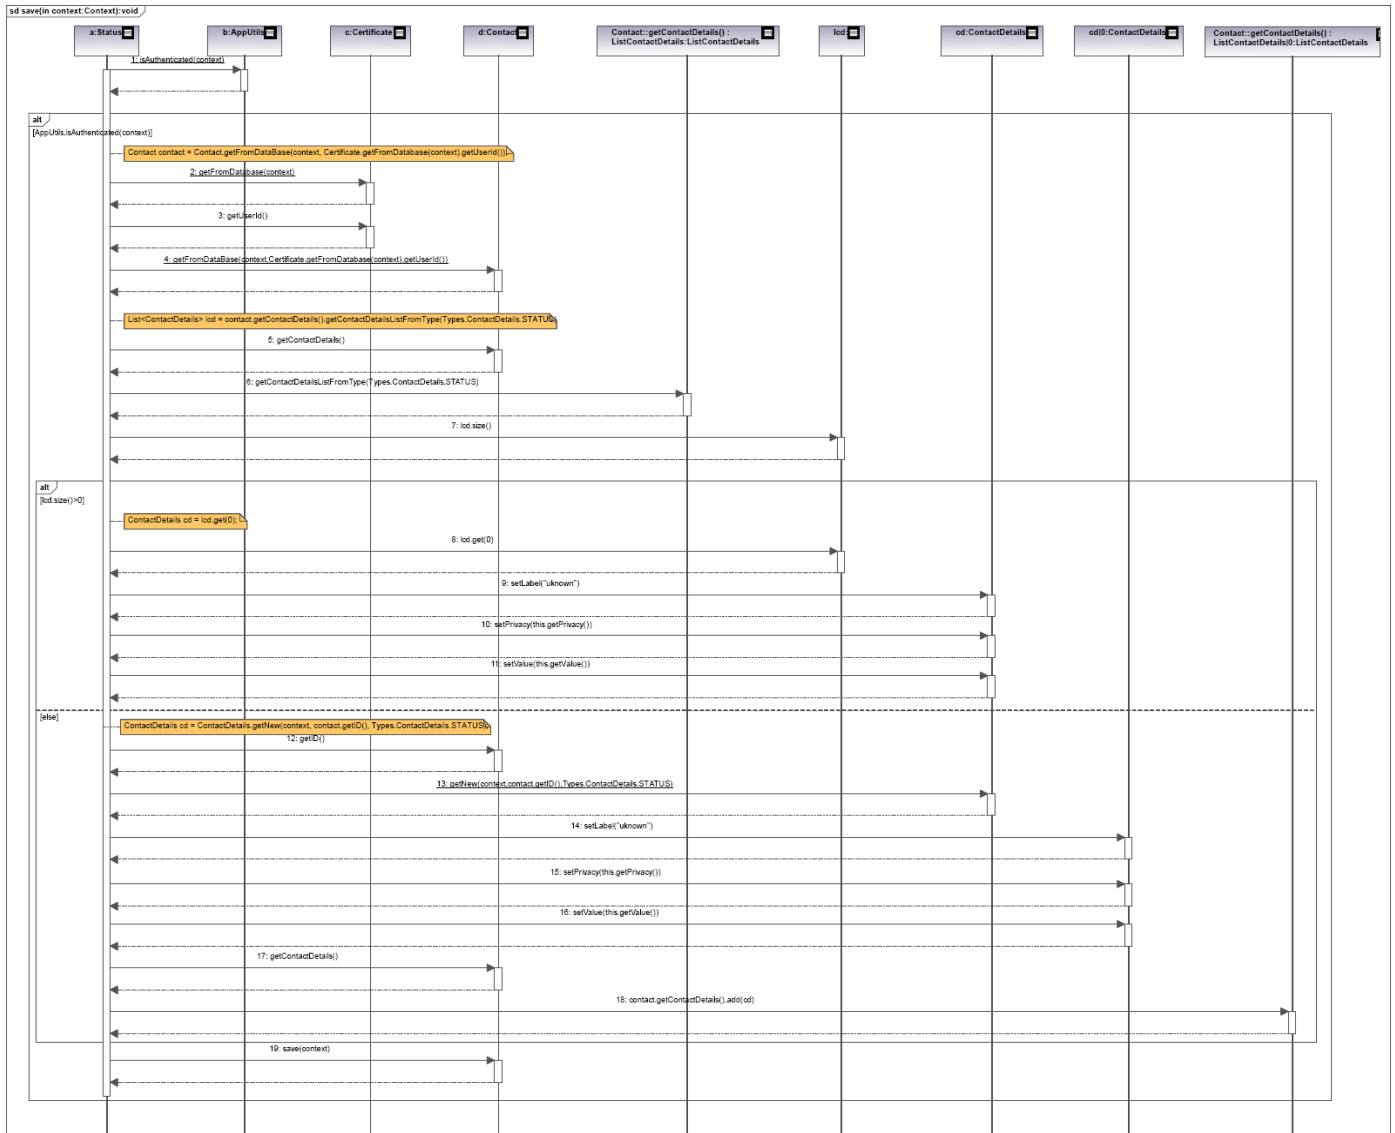 sd save(in context:Context):void
a:Status
b:AppUtils
c:Certificate
d:Contact
Contact::getContactDetails() :
ListContactDetails:ListContactDetails
lcd:
cd:ContactDetails
cd|0:ContactDetails
Contact::getContactDetails() :
ListContactDetails|0:ListContactDetails
1: isAuthenticated(context)
alt
[AppUtils.isAuthenticated(context)]
Contact contact = Contact.getFromDataBase(context, Certificate.getFromDatabase(context).getUserId());
2: getFromDatabase(context)
3: getUserId()
4: getFromDataBase(context,Certificate.getFromDatabase(context).getUserId())
List<ContactDetails> lcd = contact.getContactDetails().getContactDetailsListFromType(Types.ContactDetails.STATUS)
5: getContactDetails()
6: getContactDetailsListFromType(Types.ContactDetails.STATUS)
7: lcd.size()
alt
[lcd.size()>0]
ContactDetails cd = lcd.get(0);
8: lcd.get(0)
9: setLabel("uknown")
10: setPrivacy(this.getPrivacy())
11: setValue(this.getValue())
[else]
ContactDetails cd = ContactDetails.getNew(context, contact.getID(), Types.ContactDetails.STATUS);
12: getID()
13: getNew(context,contact.getID(),Types.ContactDetails.STATUS)
14: setLabel("uknown")
15: setPrivacy(this.getPrivacy())
16: setValue(this.getValue())
17: getContactDetails()
18: contact.getContactDetails().add(cd)
19: save(context)